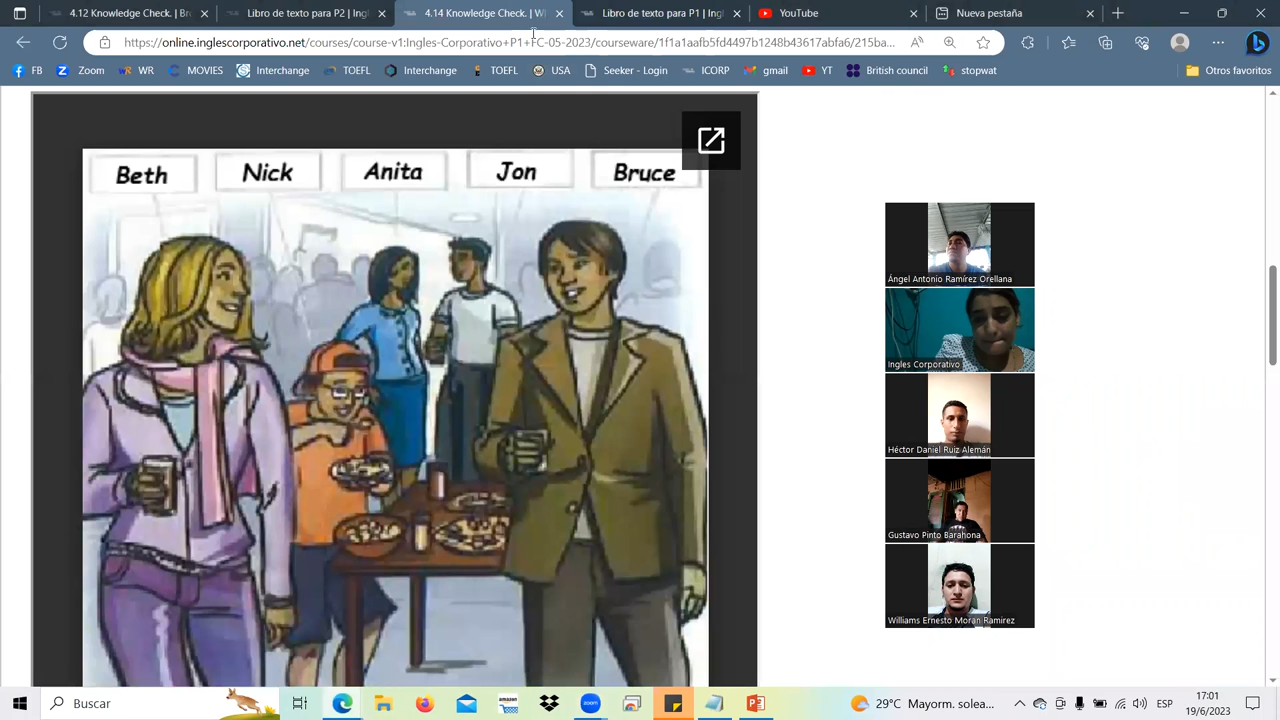 4.12 Knowledge Check. | Bro
Libro de texto para P2 | Ingl
4.14 Knowledge Check. | W
Libro de texto para P1 | Ingl
YouTube
Nueva pestaña
https://online.inglescorporativo.net/courses/course-v1:Ingles-Corporativo+P1+FC-05-2023/courseware/1f1a1aafb5fd4497b1248b43617abfa6/215ba...
FB
Zoom
WR
MOVIES
Interchange
TOEFL
Interchange
TOEFL
USA
Seeker - Login
ICORP
gmail
YT
British council
stopwat
Otros favoritos
Beth Nick Anita Jon Bruce
Ángel Antonio Ramírez Orellana
Ingles Corporativo
Héctor Daniel Ruiz Alemán
Gustavo Pinto Barahona
Williams Ernesto Moran Ramirez
Buscar
29°C Mayorm. solea...
ESP
19/6/2023